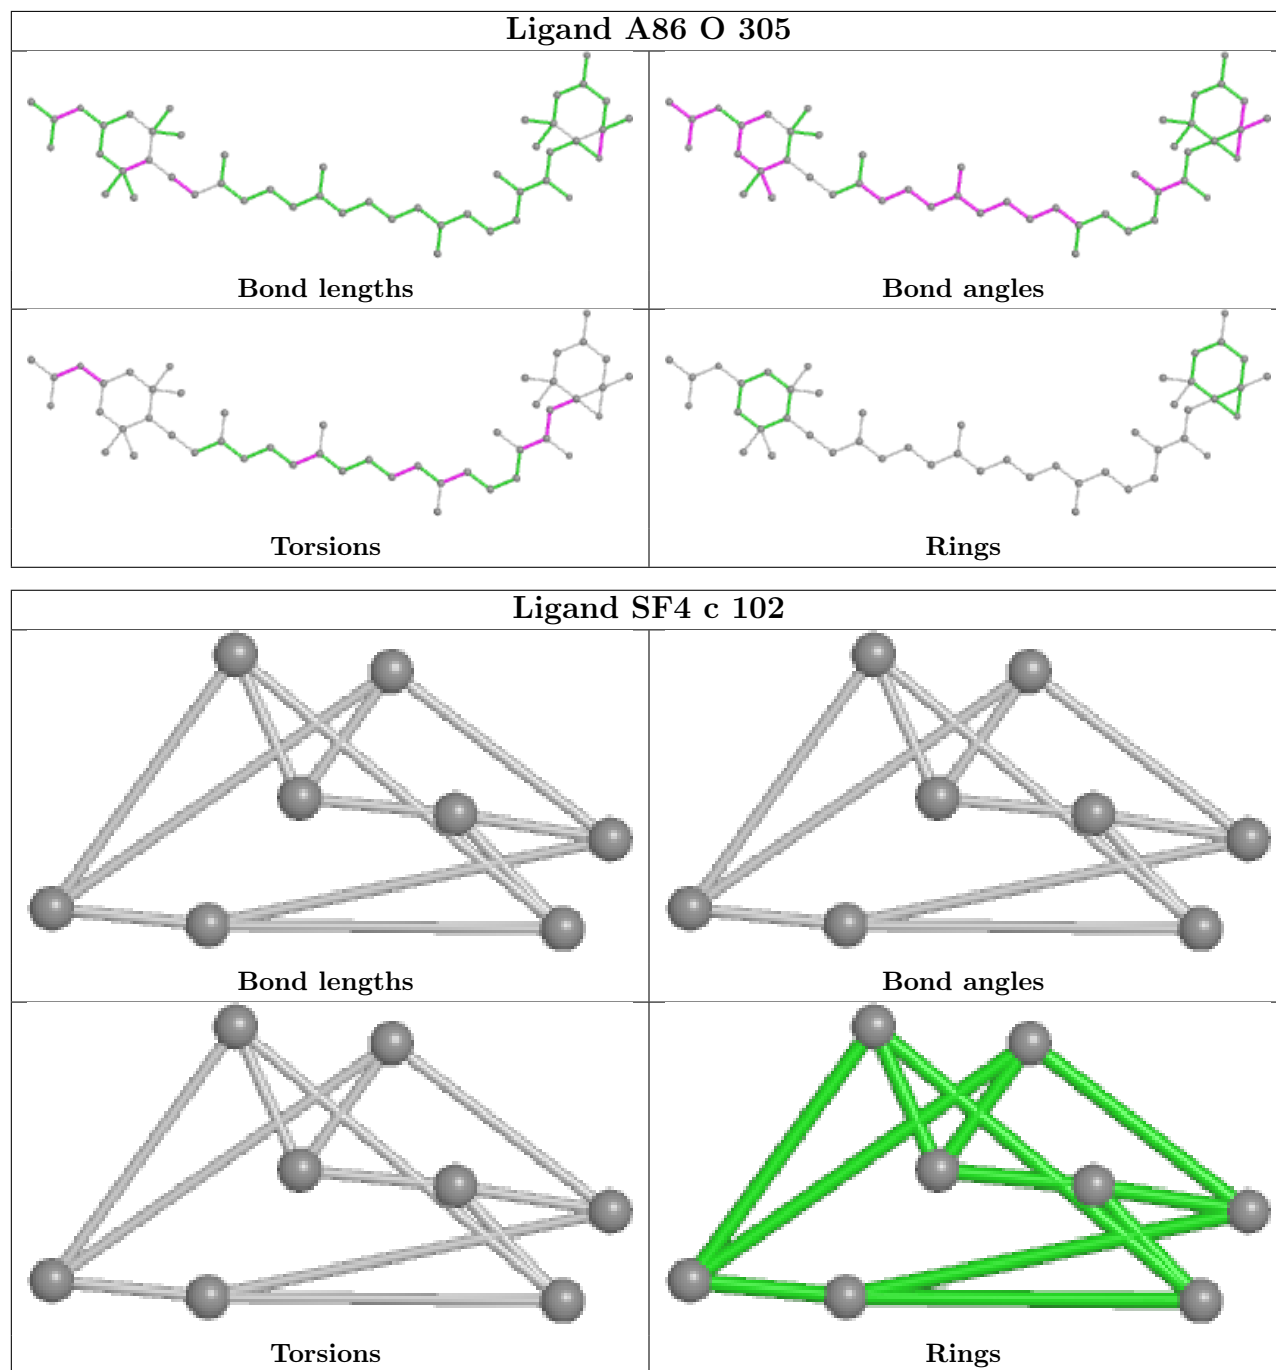 Ligand A86 O 305
Bond lengths
Bond angles
Torsions
Rings
Ligand SF4 c 102
Bond lengths
Bond angles
Torsions
Rings